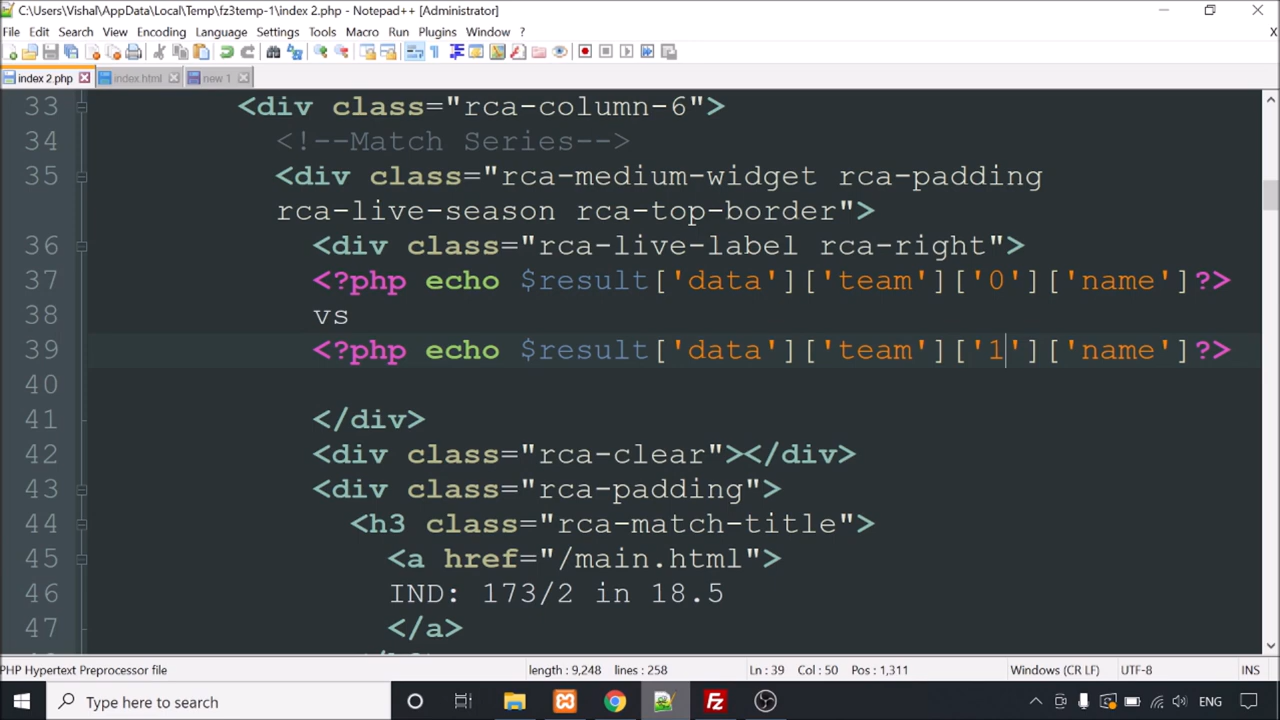 C:\Users\Vishal\AppData\Local\Temp\fz3temp-1\index 2.php - Notepad++ [Administrator]
File Edit Search View Encoding Language Settings Tools Macro Run Plugins Window ? X
index 2.php index.html new 1
33 <div class="rca-column-6">
34 <!--Match Series-->
35 <div class="rca-medium-widget rca-padding
rca-live-season rca-top-border">
36 <div class="rca-live-label rca-right">
37 <?php echo $result['data']['team']['0']['name']?>
38 vs
39 <?php echo $result['data']['team']['1']['name']?>
40
41 </div>
42 <div class="rca-clear"></div>
43 <div class="rca-padding">
44 <h3 class="rca-match-title">
45 <a href="/main.html">
46 IND: 173/2 in 18.5
47 </a>
PHP Hypertext Preprocessor file length : 9,248 lines : 258 Ln : 39 Col : 50 Pos : 1,311 Windows (CR LF) UTF-8 INS
Type here to search ENG